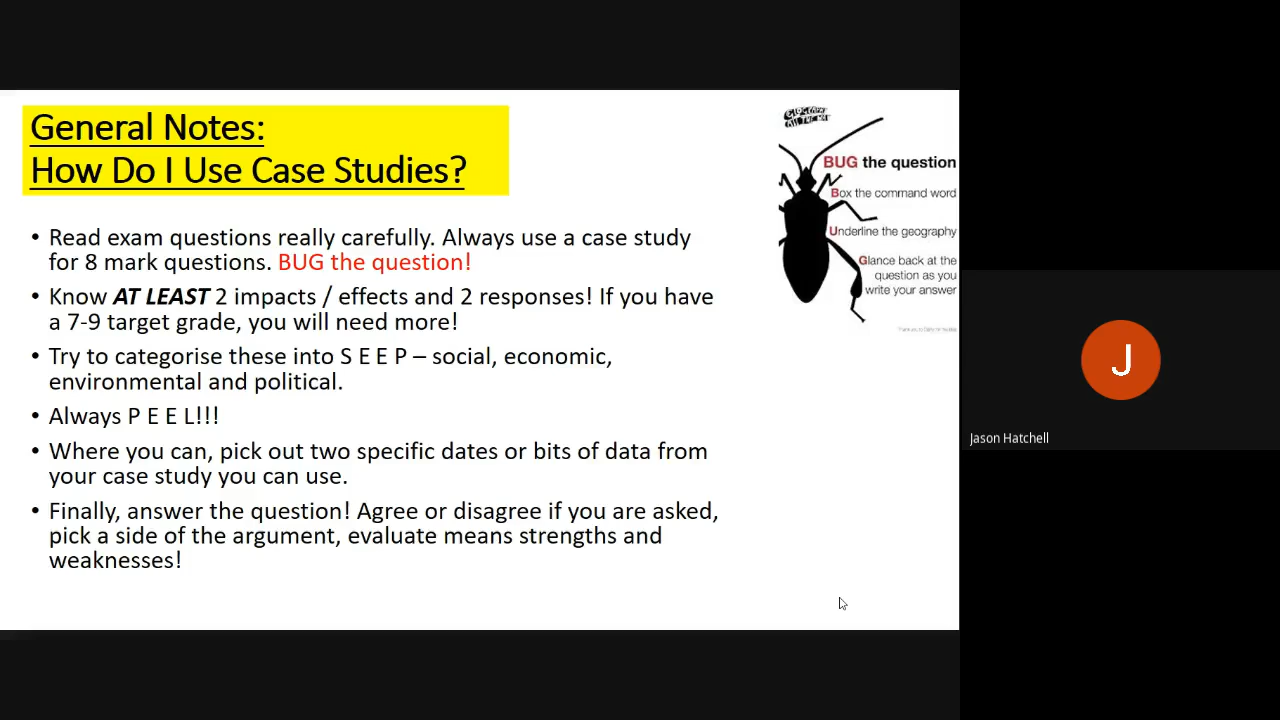 General Notes:
How Do I Use Case Studies?
• Read exam questions really carefully. Always use a case study
for 8 mark questions. BUG the question!
• Know AT LEAST 2 impacts / effects and 2 responses! If you have
a 7-9 target grade, you will need more!
• Try to categorise these into S E E P – social, economic,
environmental and political.
• Always P E E L!!!
• Where you can, pick out two specific dates or bits of data from
your case study you can use.
• Finally, answer the question! Agree or disagree if you are asked,
pick a side of the argument, evaluate means strengths and
weaknesses!
GEOGRAPHY
ALL THE WAY
BUG the question
Box the command word
Underline the geography
Glance back at the
question as you
write your answer
J
Jason Hatchell